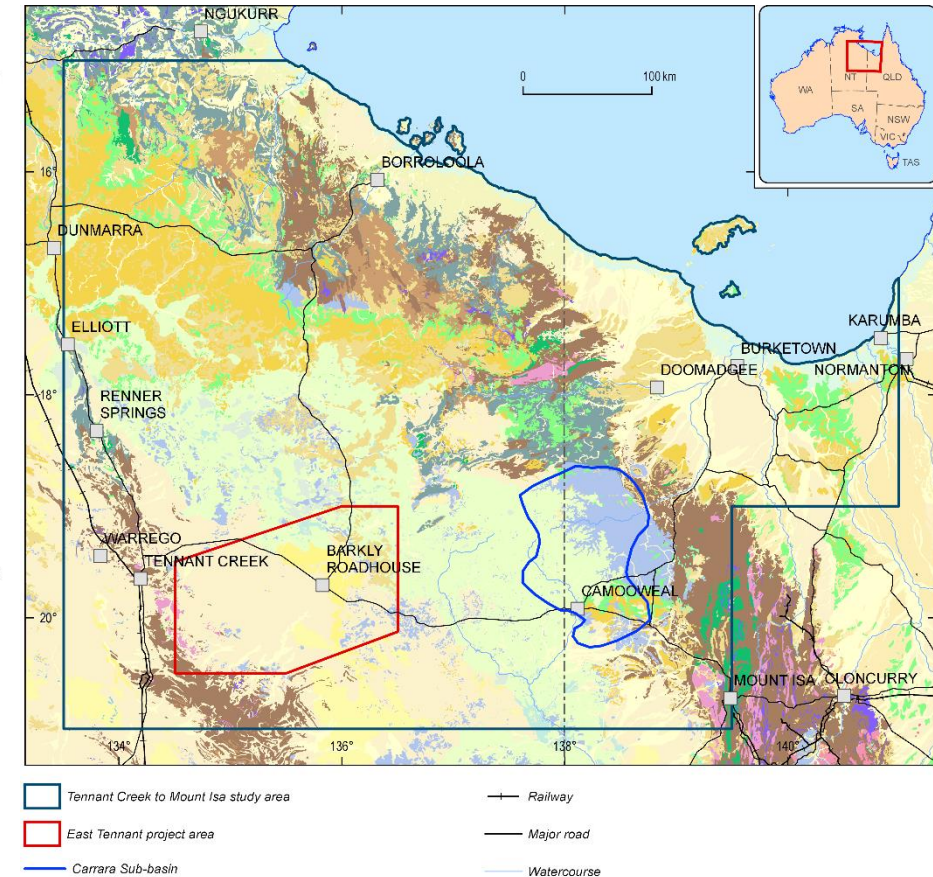 NGUKURR
0 100 km
WA
NT
QLD
SA
NSW
VIC
TAS
16°
BORROLOOLA
DUNMARRA
ELLIOTT
KARUMBA
BURKETOWN
DOOMADGEE
NORMANTON
18°
RENNER
SPRINGS
WARREGO
TENNANT CREEK
BARKLY
ROADHOUSE
CAMOOWEAL
20°
MOUNT ISA
CLONCURRY
134°
136°
138°
140°
Tennant Creek to Mount Isa study area
Railway
East Tennant project area
Major road
Carrara Sub-basin
Watercourse